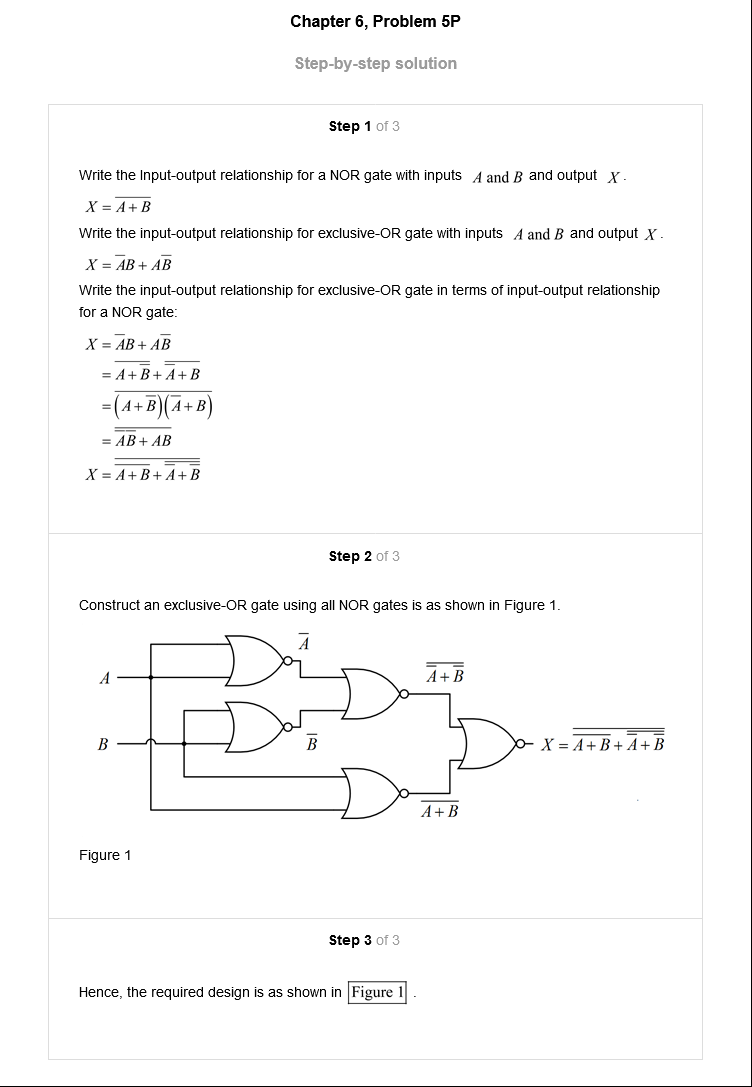 Chapter 6, Problem 5P
Step-by-step solution
Step 1 of 3
Write the Input-output relationship for a NOR gate with inputs A and B and output X .
X = \overline{A + B}
Write the input-output relationship for exclusive-OR gate with inputs A and B and output X .
X = \overline{A}B + A\overline{B}
Write the input-output relationship for exclusive-OR gate in terms of input-output relationship
for a NOR gate:
X = \overline{A}B + A\overline{B}
= \overline{A + \overline{B}} + \overline{\overline{A} + B}
= \overline{(A + \overline{B})(\overline{A} + B)}
= \overline{\overline{A}\overline{B} + AB}
X = \overline{\overline{A + B} + \overline{\overline{A} + \overline{B}}}
Step 2 of 3
Construct an exclusive-OR gate using all NOR gates is as shown in Figure 1.
\overline{A}
A
\overline{\overline{A} + \overline{B}}
B
\overline{B}
X = \overline{\overline{A + B} + \overline{\overline{A} + \overline{B}}}
\overline{A + B}
Figure 1
Step 3 of 3
Hence, the required design is as shown in Figure 1 .